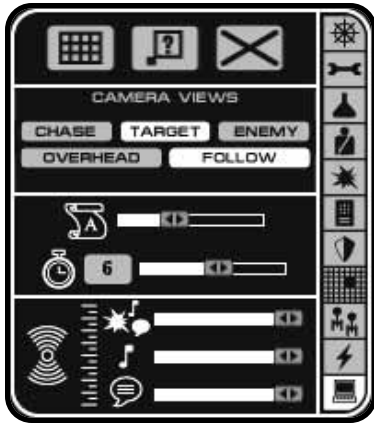 ?
CAMERA VIEWS
CHASE TARGET ENEMY
OVERHEAD FOLLOW
A
6